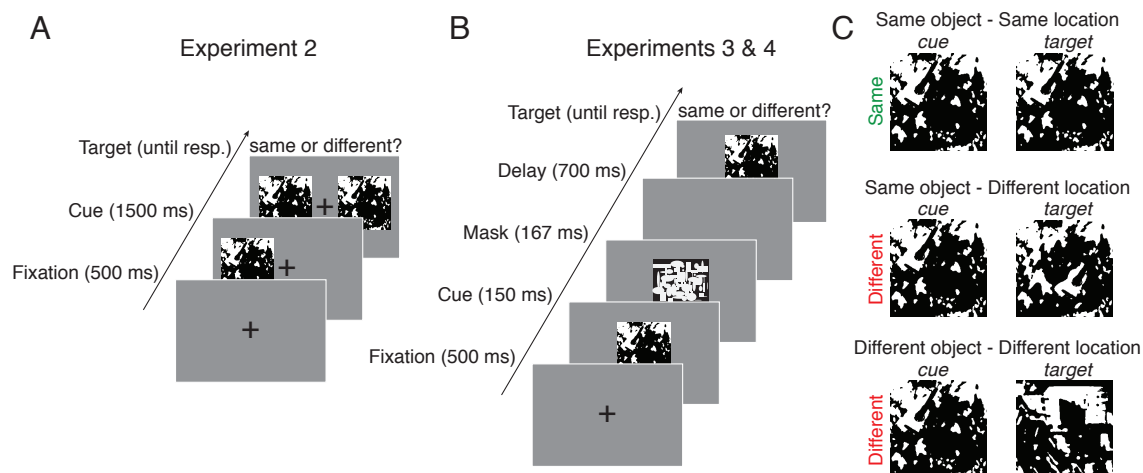 A
Experiment 2
Target (until resp.)
same or different?
Cue (1500 ms)
Fixation (500 ms)
B
Experiments 3 & 4
Target (until resp.)
same or different?
Delay (700 ms)
Mask (167 ms)
Cue (150 ms)
Fixation (500 ms)
C
Same object - Same location
cue target
Same
Same object - Different location
cue target
Different
Different object - Different location
cue target
Different